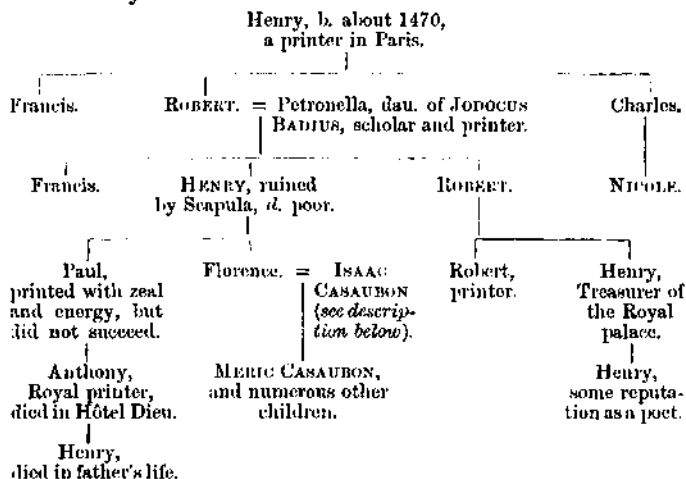 Henry, b. about 1470,
a printer in Paris.
Francis. ROBERT. = Petronella, dau. of JODOCUS Charles.
BADIUS, scholar and printer.
Francis. HENRY, ruined ROBERT. NICOLE.
by Scapula, d. poor.
Paul, Florence. = ISAAC Robert, Henry,
printed with zeal CASAUBON printer. Treasurer of
and energy, but (see descrip- the Royal
did not succeed. tion below). palace.
Anthony, MERIC CASAUBON, Henry,
Royal printer, and numerous other some reputa-
died in Hôtel Dieu. children. tion as a poet.
Henry,
died in father's life.